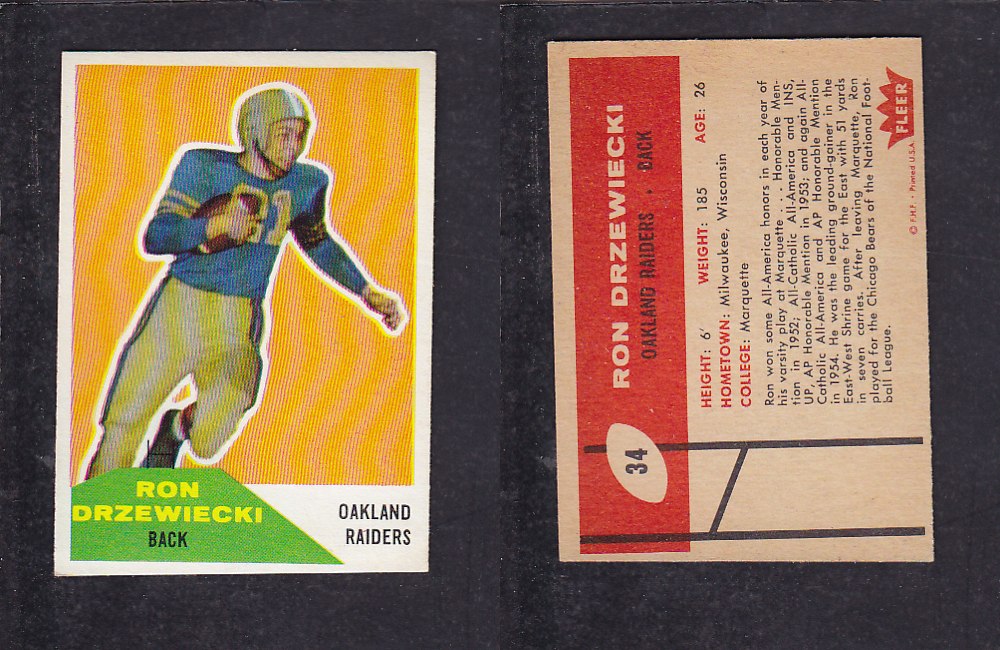 21
RON
DRZEWIECKI
BACK
OAKLAND
RAIDERS
34
RON DRZEWIECKI
OAKLAND RAIDERS • BACK
HEIGHT: 6' WEIGHT: 185 AGE: 26
HOMETOWN: Milwaukee, Wisconsin
COLLEGE: Marquette
Ron won some All-America honors in each year of
his varsity play at Marquette . . . Honorable Men-
tion in 1952; All-Catholic All-America and INS,
UP, AP Honorable Mention in 1953; and again All-
Catholic All-America and AP Honorable Mention
in 1954. He was the leading ground-gainer in the
East-West Shrine game for the East with 51 yards
in seven carries. After leaving Marquette, Ron
played for the Chicago Bears of the National Foot-
ball League.
FLEER
© F.H.F. • Printed U.S.A.